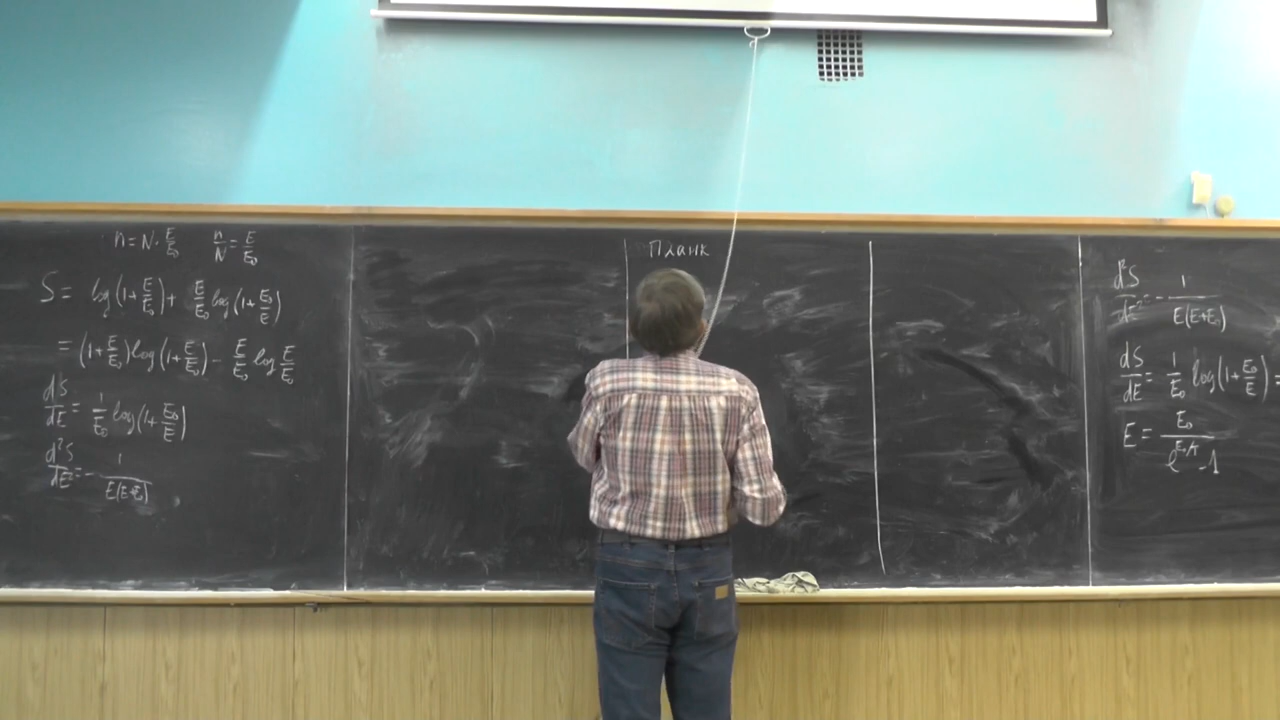 n = N · E/E₀   n/N = E/E₀
S = log(1 + E/E₀) + E/E₀ log(1 + E₀/E)
= (1 + E/E₀) log(1 + E/E₀) − E/E₀ log E/E₀
dS/dE = 1/E₀ log(1 + E₀/E)
d²S/dE² = − 1/E(E+E₀)
Планк
d²S/dE² = − 1/E(E+E₀)
dS/dE = 1/E₀ log(1 + E₀/E) =
E = E₀/e^(E₀/T) − 1